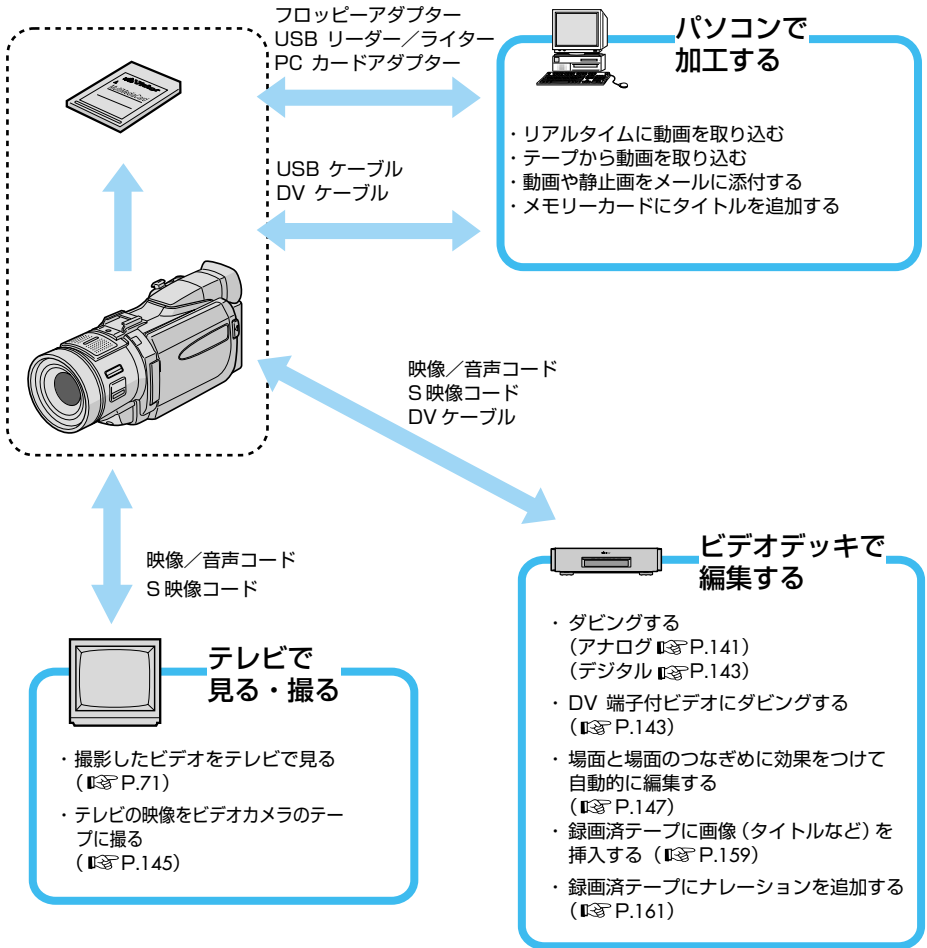 フロッピーアダプター
USB リーダー／ライター
PC カードアダプター
パソコンで
加工する
・リアルタイムに動画を取り込む
・テープから動画を取り込む
・動画や静止画をメールに添付する
・メモリーカードにタイトルを追加する
USB ケーブル
DV ケーブル
映像／音声コード
S映像コード
DVケーブル
映像／音声コード
S映像コード
テレビで
見る・撮る
・撮影したビデオをテレビで見る
（☞P.71）
・テレビの映像をビデオカメラのテー
プに撮る
（☞P.145）
ビデオデッキで
編集する
・ダビングする
（アナログ☞P.141）
（デジタル☞P.143）
・DV 端子付ビデオにダビングする
（☞P.143）
・場面と場面のつなぎめに効果をつけて
自動的に編集する
（☞P.147）
・録画済テープに画像（タイトルなど）を
挿入する（☞P.159）
・録画済テープにナレーションを追加する
（☞P.161）